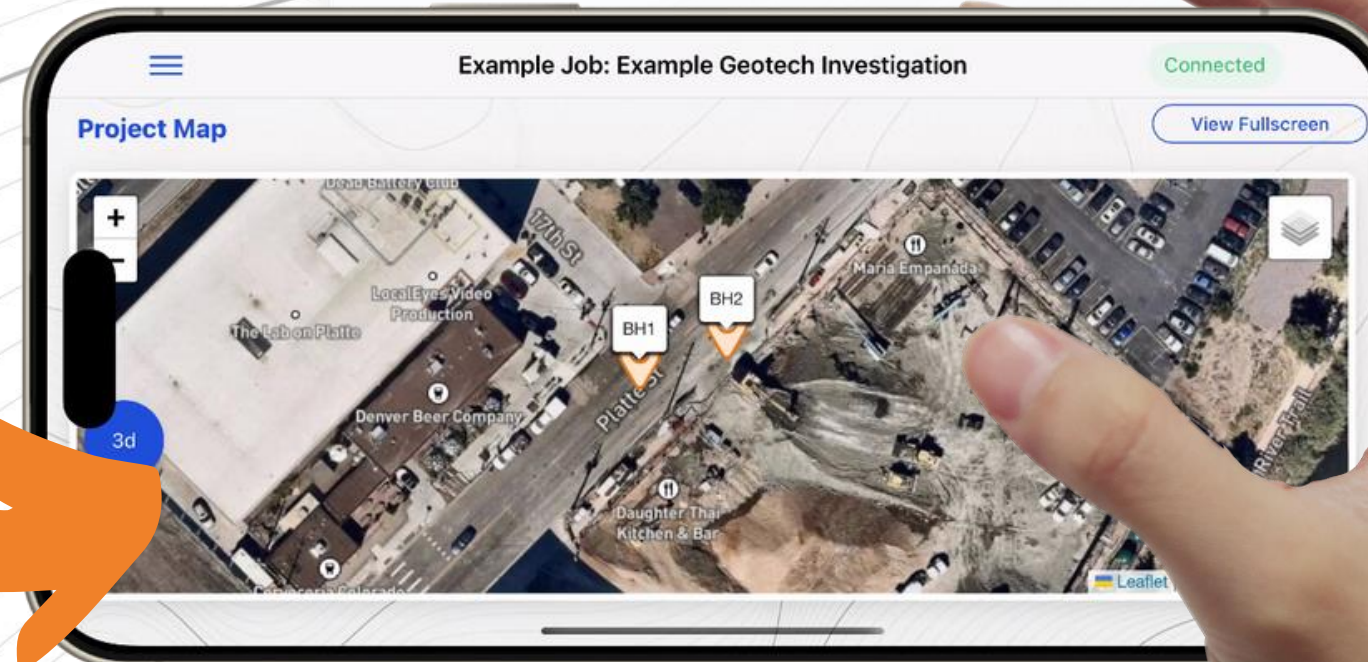 Example Job: Example Geotech Investigation
Connected
Project Map
View Fullscreen
+
−
Dead Battery Club
17th St
LocalEyes Video
Production
The Lab on Platte
Maria Empanada
BH2
BH1
Platte St
Denver Beer Company
3d
Daughter Thai
Kitchen & Bar
River Trail
Cervecería Colorado
Leaflet